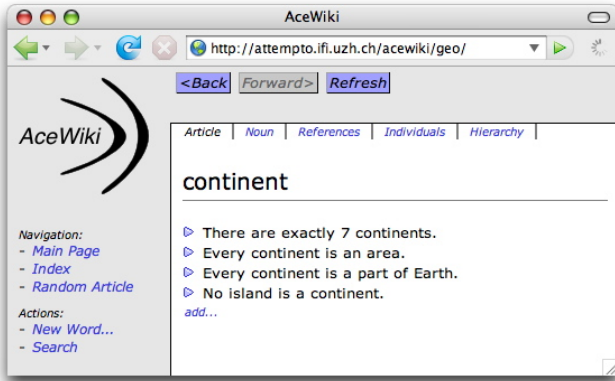 AceWiki
http://attempto.ifi.uzh.ch/acewiki/geo/
<Back Forward> Refresh
AceWiki
Article Noun References Individuals Hierarchy
continent
There are exactly 7 continents.
Every continent is an area.
Every continent is a part of Earth.
No island is a continent.
add...
Navigation:
- Main Page
- Index
- Random Article
Actions:
- New Word...
- Search